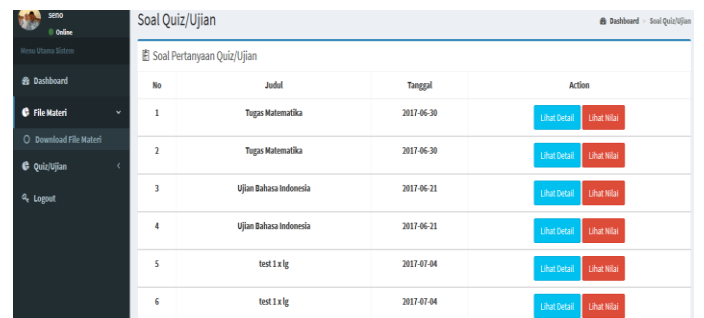 seno
Online
Menu Utama Sistem
Dashboard
File Materi
Download File Materi
Quiz/Ujian
Logout
Soal Quiz/Ujian
Dashboard > Soal Quiz/Ujian
Soal Pertanyaan Quiz/Ujian
No Judul Tanggal Action
1 Tugas Matematika 2017-06-30 Lihat Detail Lihat Nilai
2 Tugas Matematika 2017-06-30 Lihat Detail Lihat Nilai
3 Ujian Bahasa Indonesia 2017-06-21 Lihat Detail Lihat Nilai
4 Ujian Bahasa Indonesia 2017-06-21 Lihat Detail Lihat Nilai
5 test 1 x lg 2017-07-04 Lihat Detail Lihat Nilai
6 test 1 x lg 2017-07-04 Lihat Detail Lihat Nilai